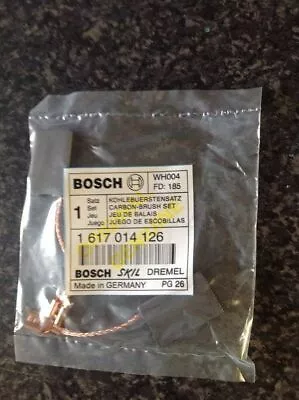 BOSCH WH004
FD: 185
1 Satz KOHLEBUERSTENSATZ
Set CARBON-BRUSH SET
Jeu JEU DE BALAIS
Juego JUEGO DE ESCOBILLAS
1 617 014 126
BOSCH SKIL DREMEL
Made in GERMANY PG 26